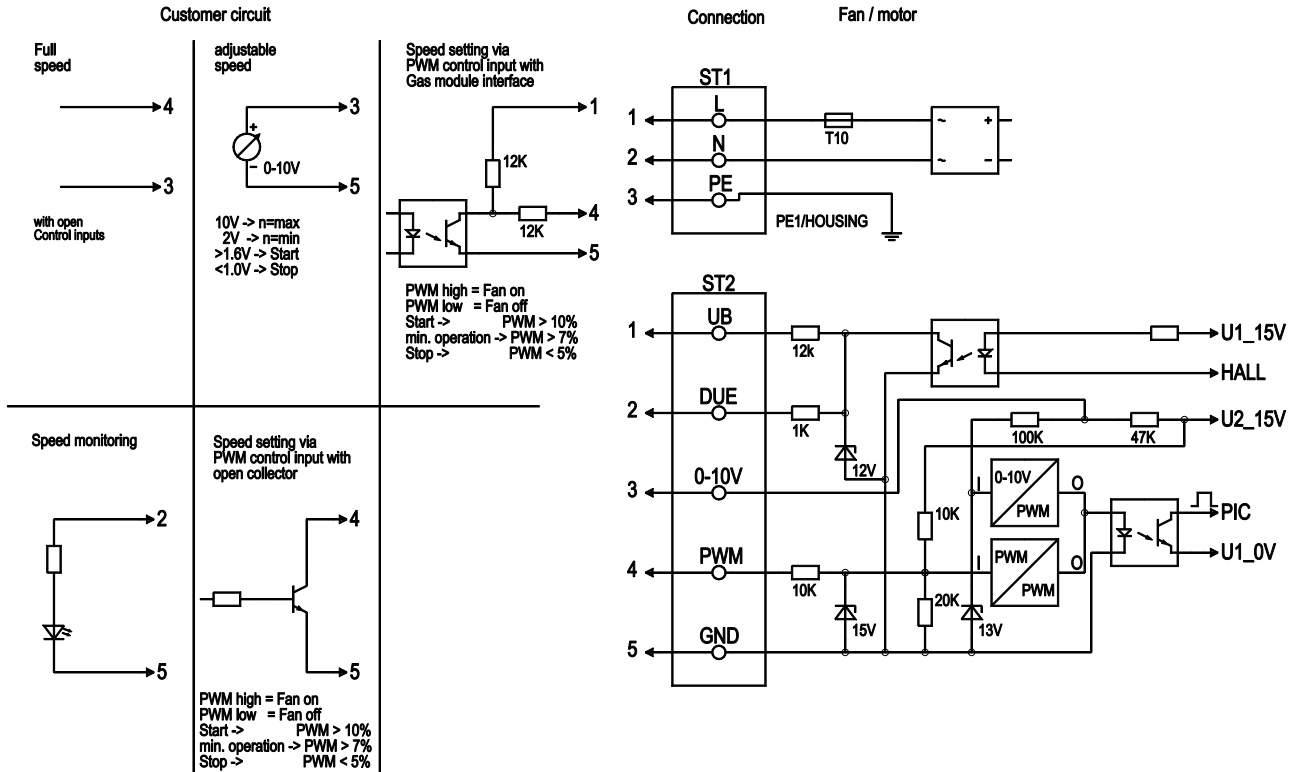 Customer circuit
Connection
Fan / motor
Full
speed
4
3
with open
Control inputs
adjustable
speed
3
+
– 0-10V
5
10V -> n=max
2V -> n=min
>1.6V -> Start
<1.0V -> Stop
Speed setting via
PWM control input with
Gas module interface
1
12K
4
12K
5
PWM high = Fan on
PWM low = Fan off
Start -> PWM > 10%
min. operation -> PWM > 7%
Stop -> PWM < 5%
Speed monitoring
2
5
Speed setting via
PWM control input with
open collector
4
5
PWM high = Fan on
PWM low = Fan off
Start -> PWM > 10%
min. operation -> PWM > 7%
Stop -> PWM < 5%
ST1
1
L
T10
~ +
2
N
~ –
3
PE
PE1/HOUSING
ST2
1
UB
12k
U1_15V
HALL
2
DUE
1K
100K
47K
U2_15V
12V
3
0-10V
I
0-10V
PWM
O
10K
PIC
4
PWM
10K
I
PWM
PWM
O
U1_0V
20K
15V
13V
5
GND